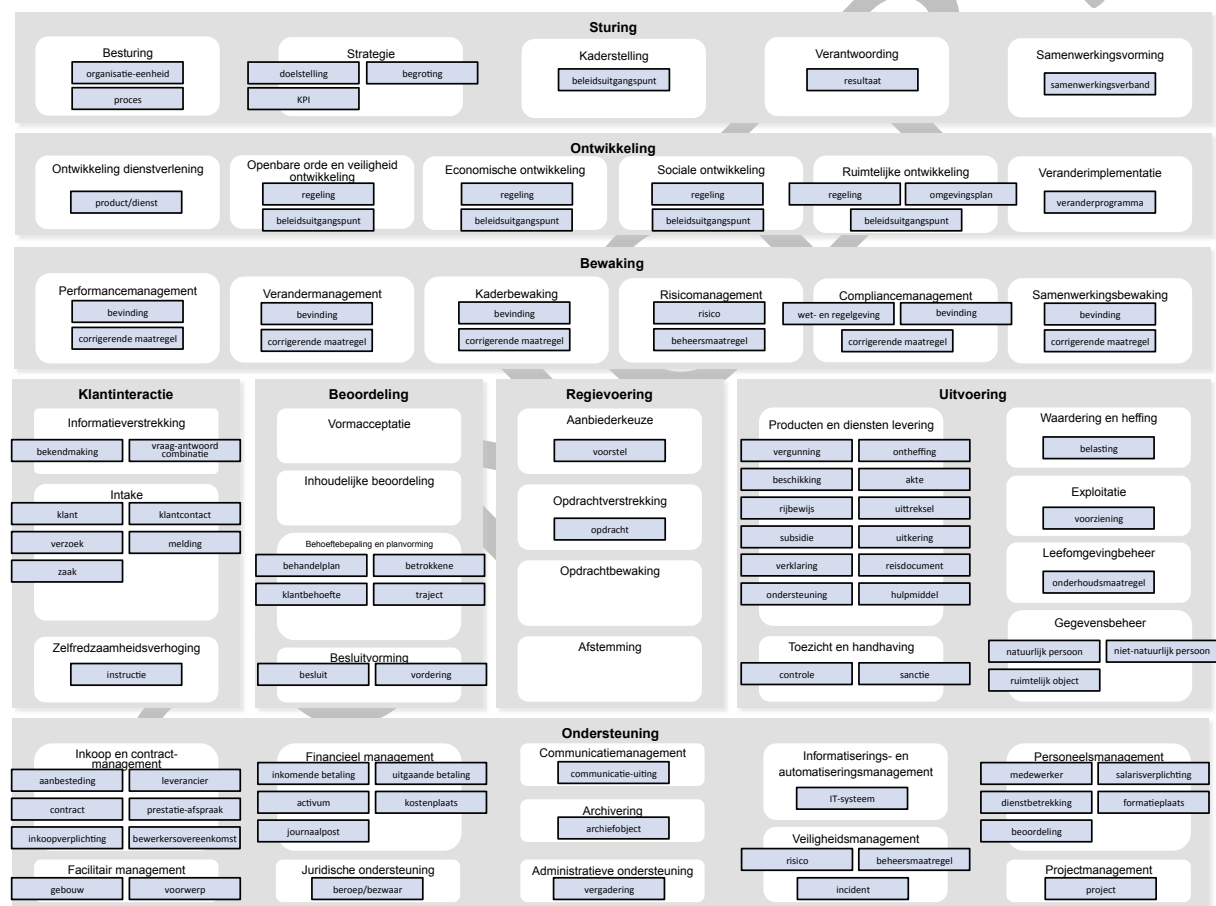 Sturing
Besturing
organisatie-eenheid
proces
Strategie
doelstelling
begroting
KPI
Kaderstelling
beleidsuitgangspunt
Verantwoording
resultaat
Samenwerkingsvorming
samenwerkingsverband
Ontwikkeling
Ontwikkeling dienstverlening
product/dienst
Openbare orde en veiligheid
ontwikkeling
regeling
beleidsuitgangspunt
Economische ontwikkeling
regeling
beleidsuitgangspunt
Sociale ontwikkeling
regeling
beleidsuitgangspunt
Ruimtelijke ontwikkeling
regeling
omgevingsplan
beleidsuitgangspunt
Veranderimplementatie
veranderprogramma
Bewaking
Performancemanagement
bevinding
corrigerende maatregel
Verandermanagement
bevinding
corrigerende maatregel
Kaderbewaking
bevinding
corrigerende maatregel
Risicomanagement
risico
beheersmaatregel
Compliancemanagement
wet- en regelgeving
bevinding
corrigerende maatregel
Samenwerkingsbewaking
bevinding
corrigerende maatregel
Klantinteractie
Informatieverstrekking
bekendmaking
vraag-antwoord
combinatie
Intake
klant
klantcontact
verzoek
melding
zaak
Zelfredzaamheidsverhoging
instructie
Beoordeling
Vormacceptatie
Inhoudelijke beoordeling
Behoeftebepaling en planvorming
behandelplan
betrokkene
klantbehoefte
traject
Besluitvorming
besluit
vordering
Regievoering
Aanbiederkeuze
voorstel
Opdrachtverstrekking
opdracht
Opdrachtbewaking
Afstemming
Uitvoering
Producten en diensten levering
vergunning
ontheffing
beschikking
akte
rijbewijs
uittreksel
subsidie
uitkering
verklaring
reisdocument
ondersteuning
hulpmiddel
Toezicht en handhaving
controle
sanctie
Waardering en heffing
belasting
Exploitatie
voorziening
Leefomgevingbeheer
onderhoudsmaatregel
Gegevensbeheer
natuurlijk persoon
niet-natuurlijk persoon
ruimtelijk object
Ondersteuning
Inkoop en contract-
management
aanbesteding
leverancier
contract
prestatie-afspraak
inkoopverplichting
bewerkersovereenkomst
Facilitair management
gebouw
voorwerp
Financieel management
inkomende betaling
uitgaande betaling
activum
kostenplaats
journaalpost
Juridische ondersteuning
beroep/bezwaar
Communicatiemanagement
communicatie-uiting
Archivering
archiefobject
Administratieve ondersteuning
vergadering
Informatiserings- en
automatiseringsmanagement
IT-systeem
Veiligheidsmanagement
risico
beheersmaatregel
incident
Personeelsmanagement
medewerker
salarisverplichting
dienstbetrekking
formatieplaats
beoordeling
Projectmanagement
project